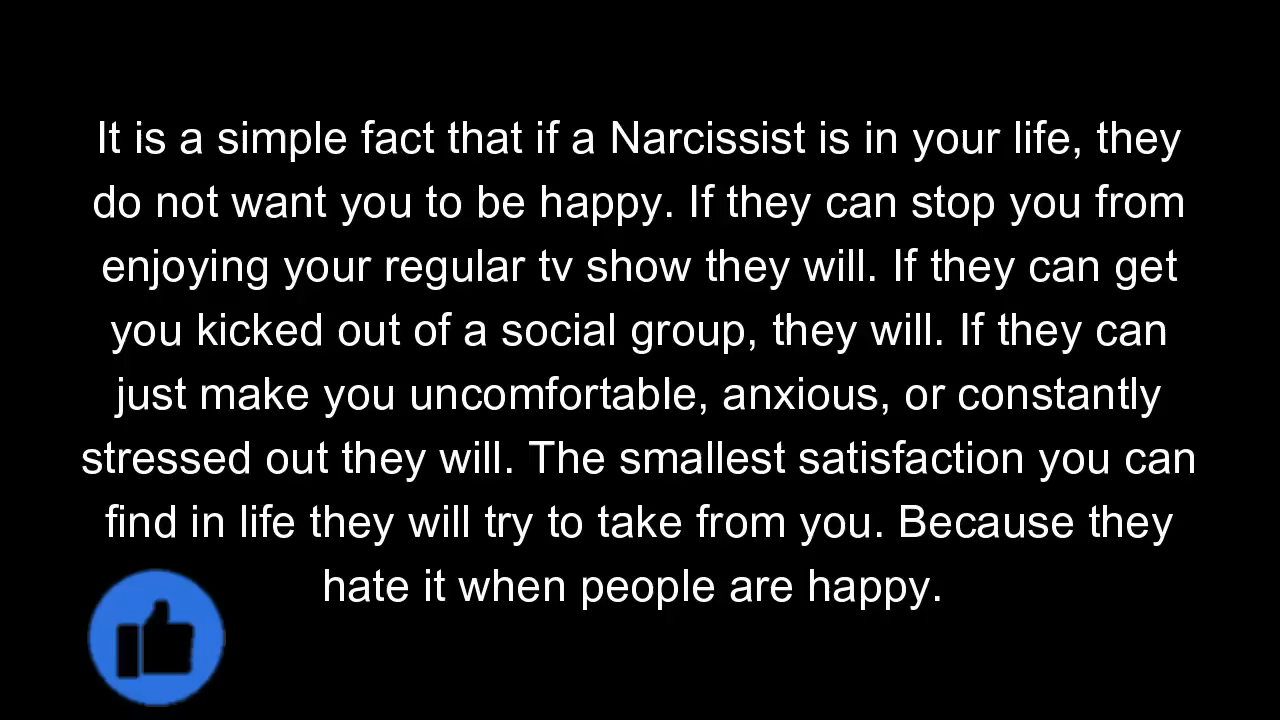 It is a simple fact that if a Narcissist is in your life, they
do not want you to be happy. If they can stop you from
enjoying your regular tv show they will. If they can get
you kicked out of a social group, they will. If they can
just make you uncomfortable, anxious, or constantly
stressed out they will. The smallest satisfaction you can
find in life they will try to take from you. Because they
hate it when people are happy.